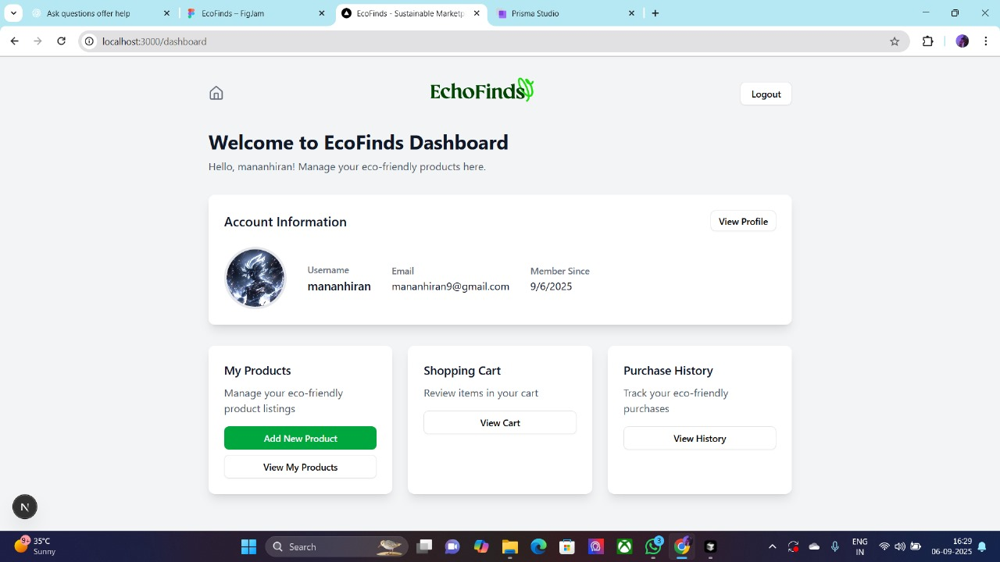 Ask questions offer help
EcoFinds – FigJam
EcoFinds - Sustainable Marketp
Prisma Studio
localhost:3000/dashboard
EchoFinds
Logout
Welcome to EcoFinds Dashboard
Hello, mananhiran! Manage your eco-friendly products here.
Account Information
View Profile
Username
Email
Member Since
mananhiran
mananhiran9@gmail.com
9/6/2025
My Products
Manage your eco-friendly
product listings
Add New Product
View My Products
Shopping Cart
Review items in your cart
View Cart
Purchase History
Track your eco-friendly
purchases
View History
N
9+
35°C
Sunny
Search
3
ENG
IN
16:29
06-09-2025